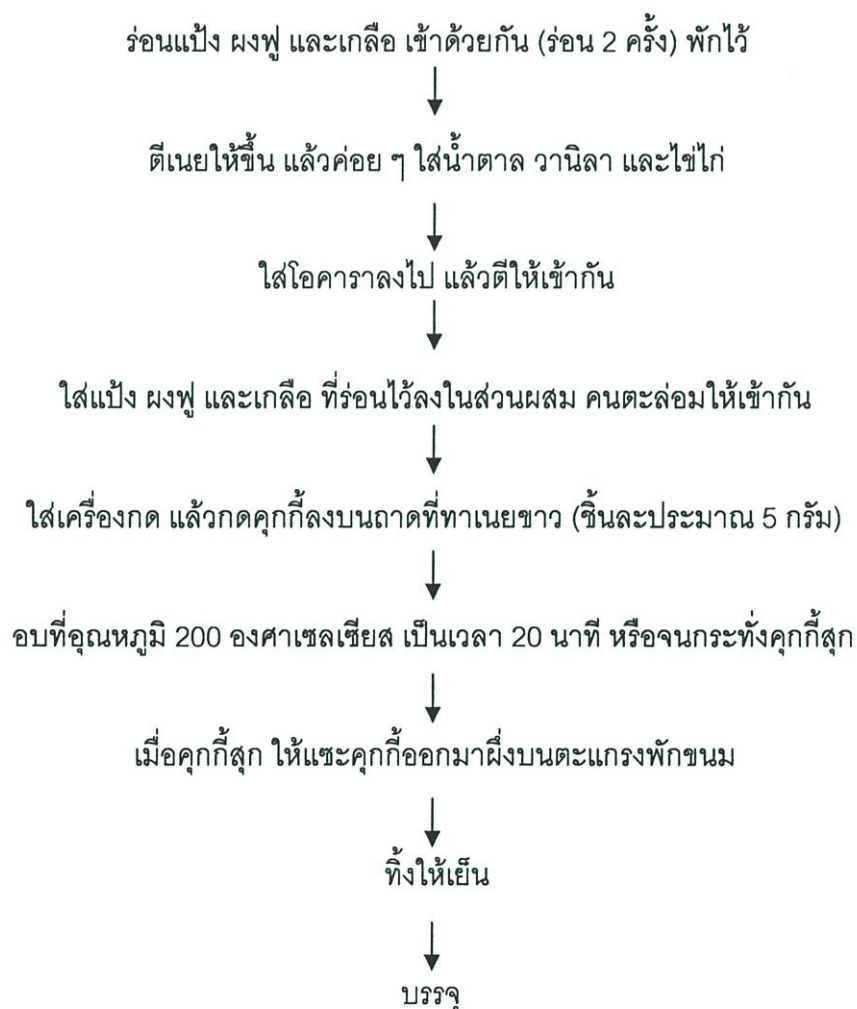 ร่อนแป้ง ผงฟู และเกลือ เข้าด้วยกัน (ร่อน 2 ครั้ง) พักไว้
ตีเนยให้ขึ้น แล้วค่อย ๆ ใส่น้ำตาล วานิลา และไข่ไก่
ใส่โอคาราลงไป แล้วตีให้เข้ากัน
ใส่แป้ง ผงฟู และเกลือ ที่ร่อนไว้ลงในส่วนผสม คนตะล่อมให้เข้ากัน
ใส่เครื่องกด แล้วกดคุกกี้ลงบนถาดที่ทาเนยขาว (ชิ้นละประมาณ 5 กรัม)
อบที่อุณหภูมิ 200 องศาเซลเซียส เป็นเวลา 20 นาที หรือจนกระทั่งคุกกี้สุก
เมื่อคุกกี้สุก ให้แซะคุกกี้ออกมาผึ่งบนตะแกรงพักขนม
ทิ้งให้เย็น
บรรจุ